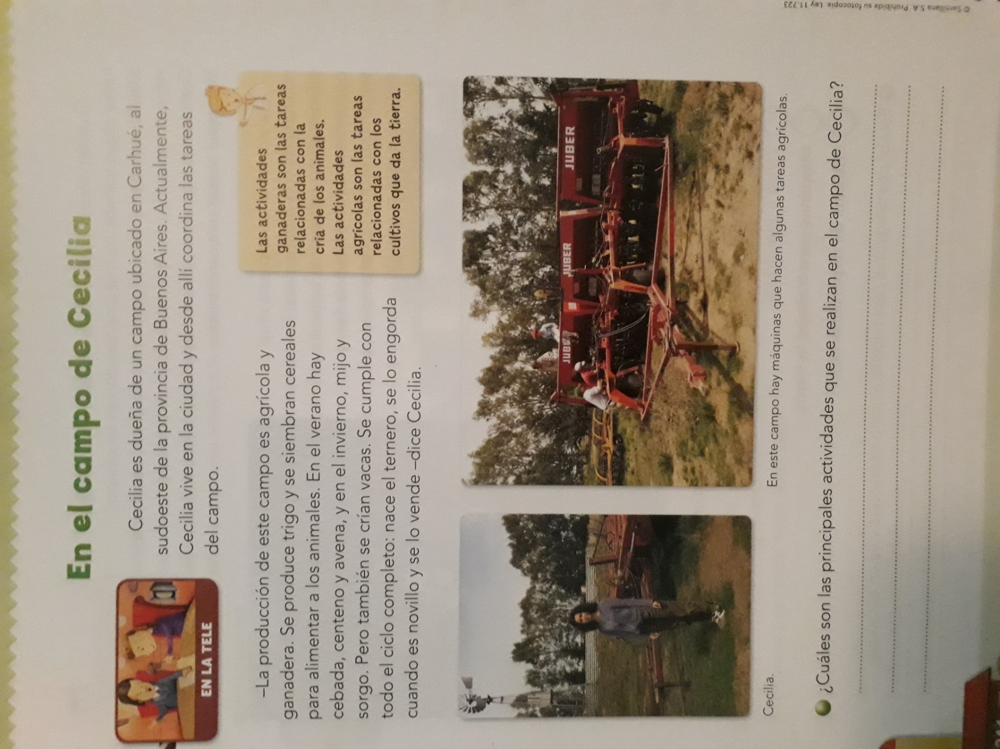 En el campo de Cecilia
EN LA TELE
Cecilia es dueña de un campo ubicado en Carhué, al
sudoeste de la provincia de Buenos Aires. Actualmente,
Cecilia vive en la ciudad y desde allí coordina las tareas
del campo.
–La producción de este campo es agrícola y
ganadera. Se produce trigo y se siembran cereales
para alimentar a los animales. En el verano hay
cebada, centeno y avena, y en el invierno, mijo y
sorgo. Pero también se crían vacas. Se cumple con
todo el ciclo completo: nace el ternero, se lo engorda
cuando es novillo y se lo vende –dice Cecilia.
Las actividades
ganaderas son las tareas
relacionadas con la
cría de los animales.
Las actividades
agrícolas son las tareas
relacionadas con los
cultivos que da la tierra.
JUBER
JUBER
JUBER
Cecilia.
En este campo hay máquinas que hacen algunas tareas agrícolas.
¿Cuáles son las principales actividades que se realizan en el campo de Cecilia?
© Santillana S.A. Prohibida su fotocopia. Ley 11.723